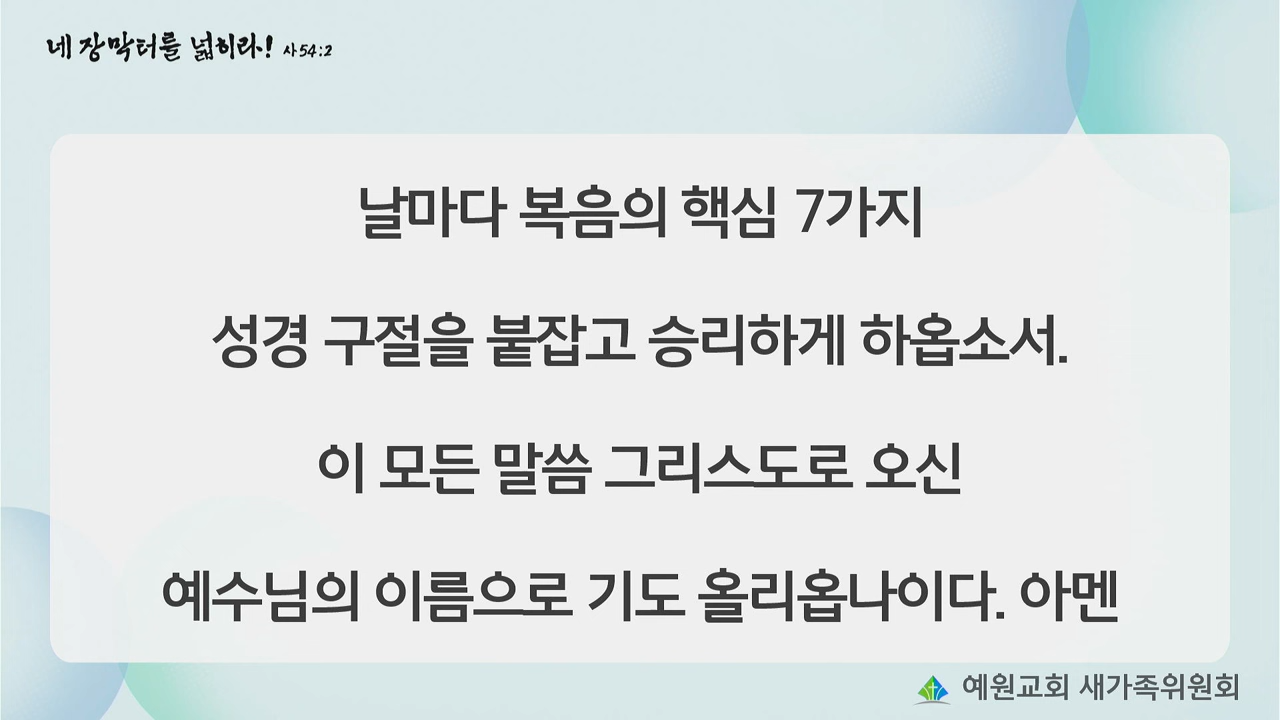 네 장막터를 넓히라! 사54:2
날마다 복음의 핵심 7가지
성경 구절을 붙잡고 승리하게 하옵소서.
이 모든 말씀 그리스도로 오신
예수님의 이름으로 기도 올리옵나이다. 아멘
예원교회 새가족위원회